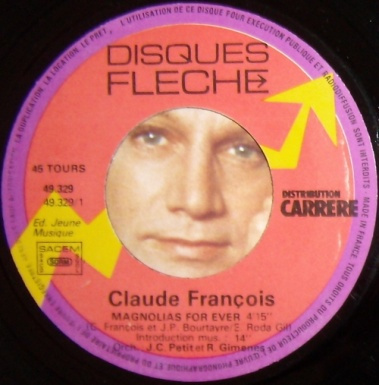 L'UTILISATION DE CE DISQUE POUR EXECUTION PUBLIQUE ET RADIODIFFUSION SONT INTERDITS
MADE IN FRANCE
TOUS DROITS DU PRODUCTEUR
LA DUPLICATION, LA LOCATION, LE PRET,
DISQUES
FLECHE
45 TOURS
49.329
49.329 1
Ed. Jeune
Musique
SACEM
DISTRIBUTION
CARRERE
Claude François
MAGNOLIAS FOR EVER 4'15"
(C. François et J.P. Bourtayre/E. Roda Gil)
Introduction mus. : 14"
Orch. J.C. Petit et R. Gimenes